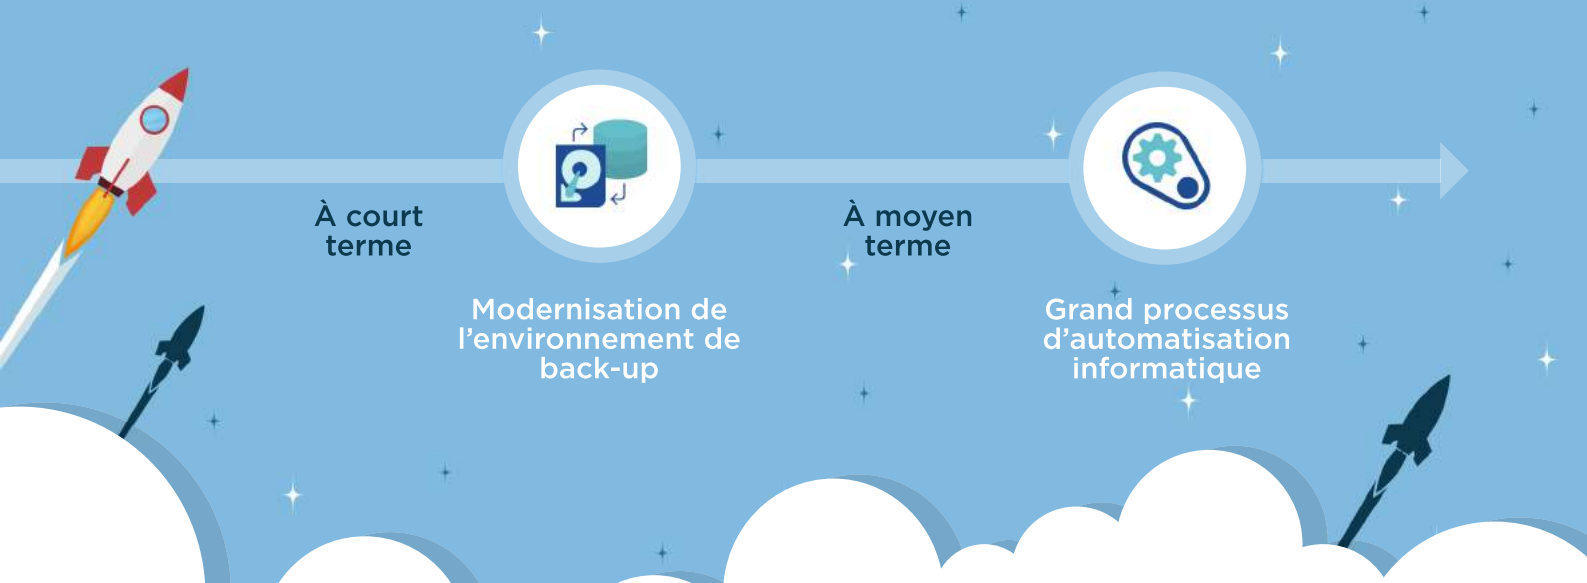 À court
terme
Modernisation de
l’environnement de
back-up
À moyen
terme
Grand processus
d’automatisation
informatique